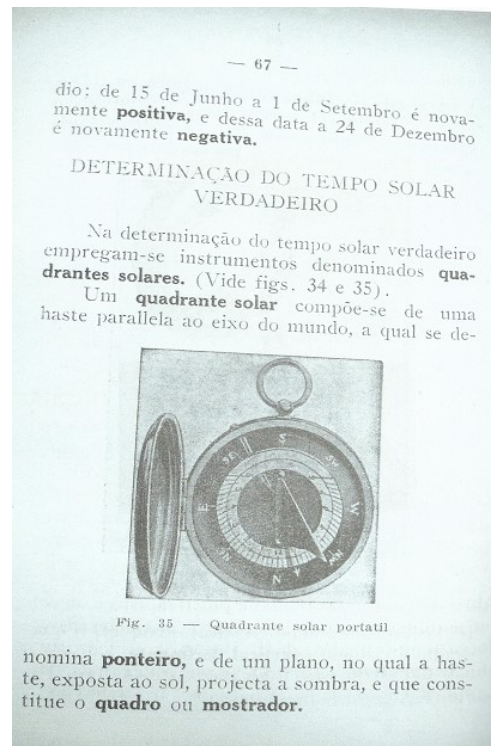 — 67 —
dio; de 15 de Junho a 1 de Setembro é nova-
mente positiva, e dessa data a 24 de Dezembro
é novamente negativa.
DETERMINAÇÃO DO TEMPO SOLAR
VERDADEIRO
Na determinação do tempo solar verdadeiro
empregam-se instrumentos denominados qua-
drantes solares. (Vide figs. 34 e 35).
Um quadrante solar compõe-se de uma
haste parallela ao eixo do mundo, a qual se de-
S
SE
SW
E
W
NW
N
Fig. 35 — Quadrante solar portatil
nomina ponteiro, e de um plano, no qual a has-
te, exposta ao sol, projecta a sombra, e que cons-
titue o quadro ou mostrador.